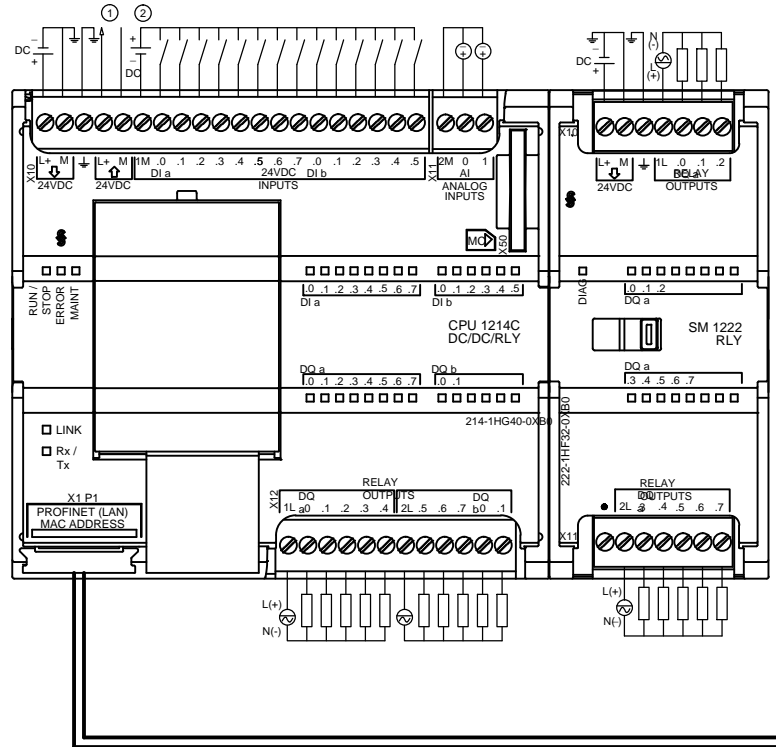 ① ②
DC − +
+ − DC
N (-)
L (+)
DC − +
X10
L+ M
24VDC
L+ M
24VDC
1M .0 .1 .2 .3 .4 .5 .6 .7 .0 .1 .2 .3 .4 .5
DI a 24VDC DI b
INPUTS
X11
2M 0 1
AI
ANALOG
INPUTS
X10
L+ M
24VDC
1L .0 .1 .2
DQ a
RELAY
OUTPUTS
MC
X50
RUN / STOP
ERROR
MAINT
.0 .1 .2 .3 .4 .5 .6 .7
DI a
.0 .1 .2 .3 .4 .5
DI b
DIAG
.0 .1 .2
DQ a
CPU 1214C
DC/DC/RLY
SM 1222
RLY
DQ a
.0 .1 .2 .3 .4 .5 .6 .7
DQ b
.0 .1
DQ a
.3 .4 .5 .6 .7
214-1HG40-0XB0
222-1HF32-0XB0
LINK
Rx / Tx
X1 P1
PROFINET (LAN)
MAC ADDRESS
X12
RELAY
OUTPUTS
DQ a
DQ b
1L .0 .1 .2 .3 .4 2L .5 .6 .7 .0 .1
X11
RELAY
OUTPUTS
DQ a
2L .3 .4 .5 .6 .7
L(+)
N(-)
L(+)
N(-)